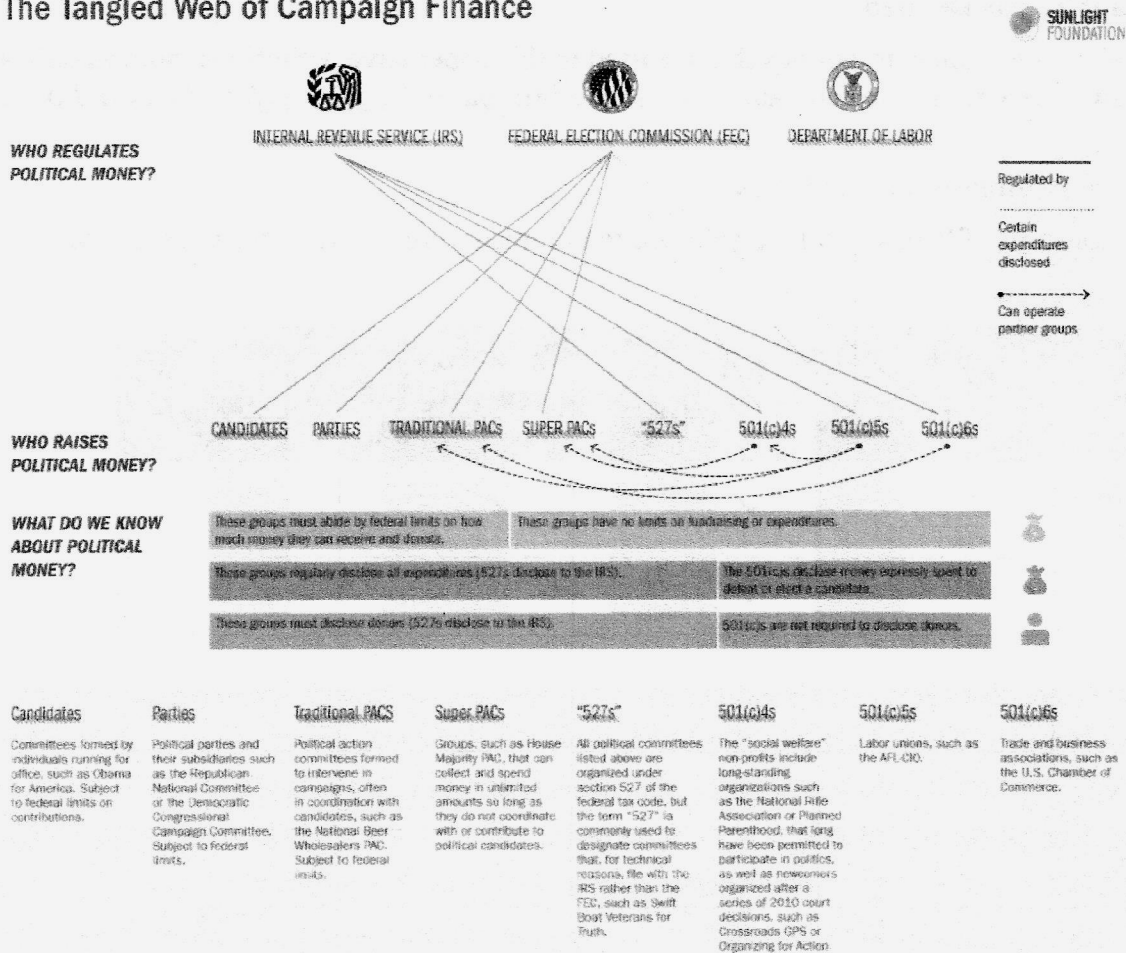 The Tangled Web of Campaign Finance
SUNLIGHT
FOUNDATION
INTERNAL REVENUE SERVICE (IRS)
FEDERAL ELECTION COMMISSION (FEC)
DEPARTMENT OF LABOR
WHO REGULATES
POLITICAL MONEY?
Regulated by
Certain
expenditures
disclosed
Can operate
partner groups
WHO RAISES
POLITICAL MONEY?
CANDIDATES
PARTIES
TRADITIONAL PACs
SUPER PACs
"527s"
501(c)4s
501(c)5s
501(c)6s
WHAT DO WE KNOW
ABOUT POLITICAL
MONEY?
These groups must abide by federal limits on how
much money they can receive and donate.
These groups have no limits on fundraising or expenditures.
These groups regularly disclose all expenditures (527s disclose to the IRS).
The 501(c)s disclose money expressly spent to
defeat or elect a candidate.
These groups must disclose donors (527s disclose to the IRS).
501(c)s are not required to disclose donors.
Candidates
Committees formed by
individuals running for
office, such as Obama
for America. Subject
to federal limits on
contributions.
Parties
Political parties and
their subsidiaries such
as the Republican
National Committee
or the Democratic
Congressional
Campaign Committee.
Subject to federal
limits.
Traditional PACS
Political action
committees formed
to intervene in
campaigns, often
in coordination with
candidates, such as
the National Beer
Wholesalers PAC.
Subject to federal
limits.
Super PACs
Groups, such as House
Majority PAC, that can
collect and spend
money in unlimited
amounts so long as
they do not coordinate
with or contribute to
political candidates.
"527s"
All political committees
listed above are
organized under
section 527 of the
federal tax code, but
the term "527" is
commonly used to
designate committees
that, for technical
reasons, file with the
IRS rather than the
FEC, such as Swift
Boat Veterans for
Truth.
501(c)4s
The "social welfare"
non-profits include
long-standing
organizations such
as the National Rifle
Association or Planned
Parenthood, that long
have been permitted to
participate in politics,
as well as newcomers
organized after a
series of 2010 court
decisions, such as
Crossroads GPS or
Organizing for Action
501(c)5s
Labor unions, such as
the AFL-CIO.
501(c)6s
Trade and business
associations, such as
the U.S. Chamber of
Commerce.